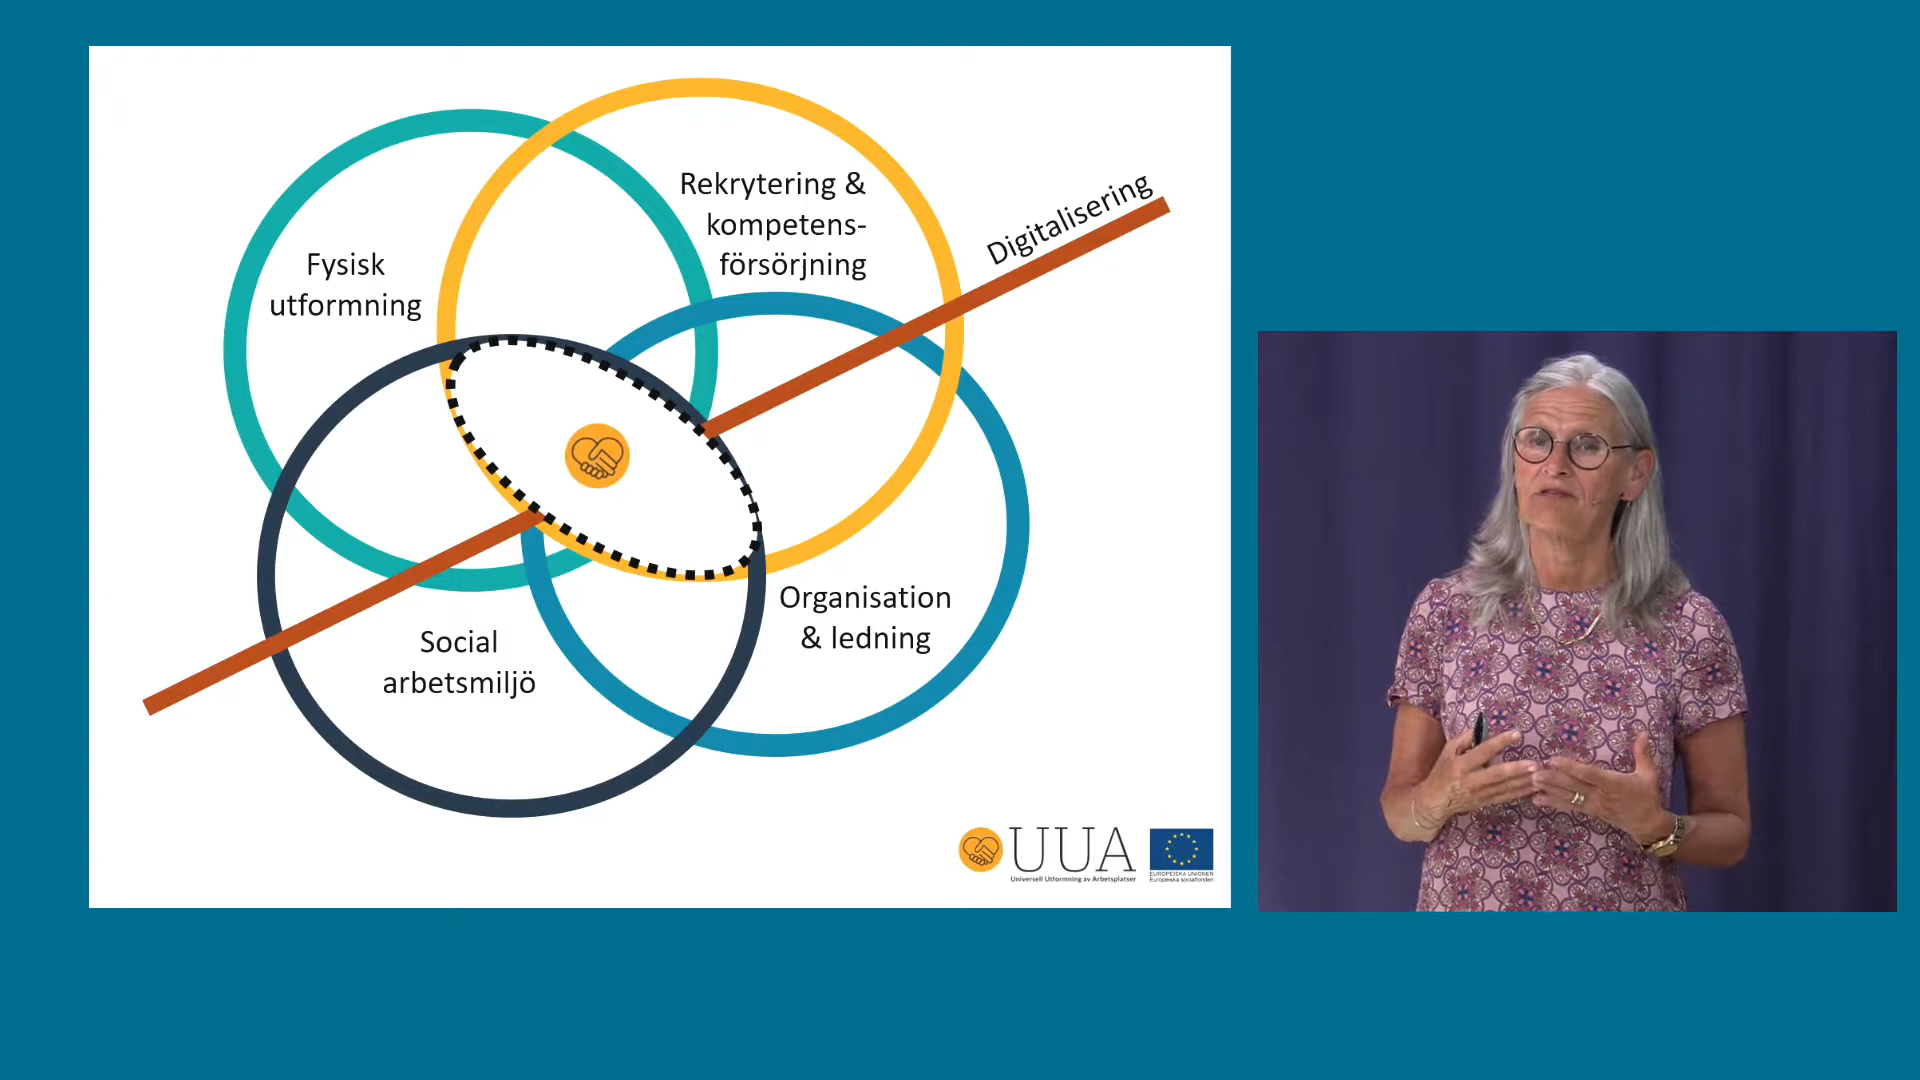 Rekrytering &
kompetens-
försörjning
Digitalisering
Fysisk
utformning
Organisation
& ledning
Social
arbetsmiljö
UUA
Universell Utformning av Arbetsplatser
EUROPEISKA UNIONEN
Europeiska socialfonden